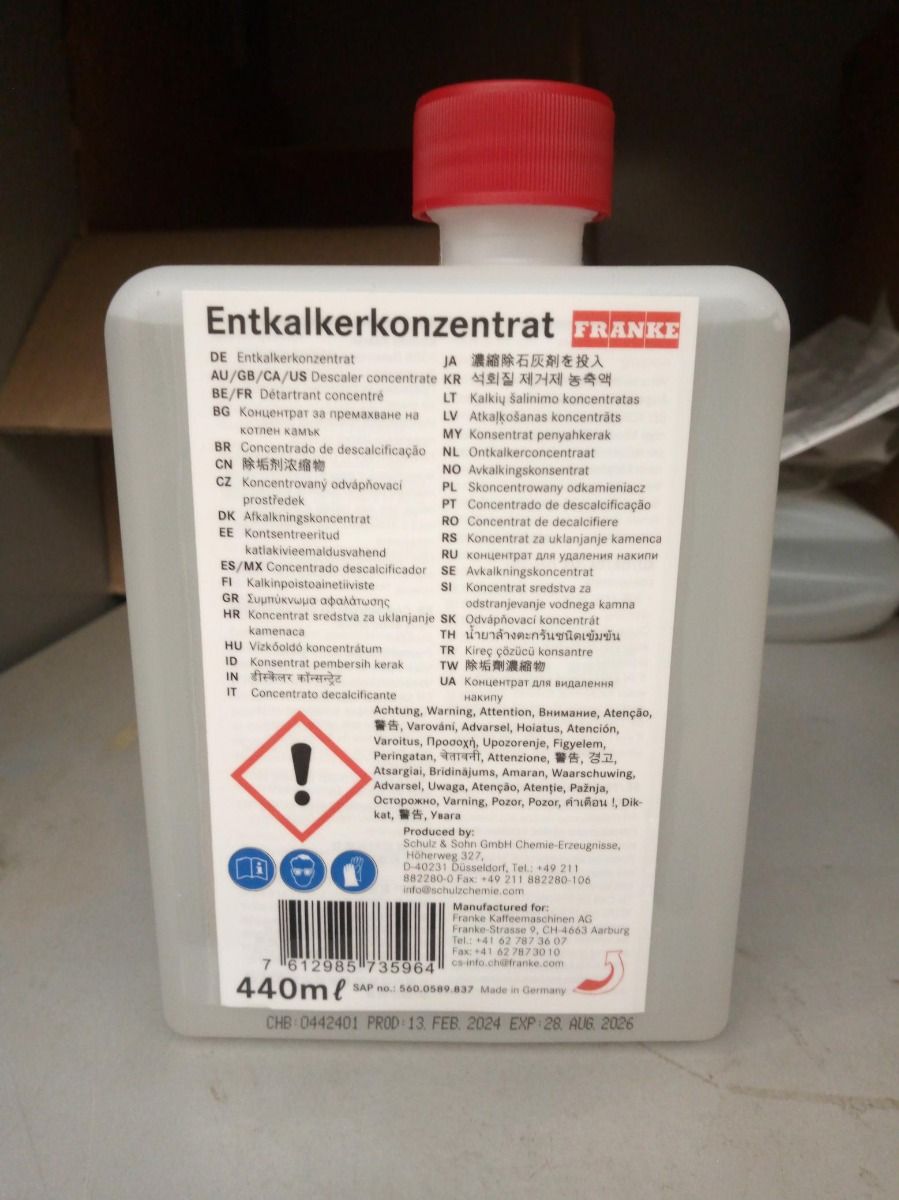 Entkalkerkonzentrat FRANKE
DE Entkalkerkonzentrat
AU/GB/CA/US Descaler concentrate
BE/FR Détartrant concentré
BG Концентрат за премахване на
котлен камък
BR Concentrado de descalcificação
CN 除垢剂浓缩物
CZ Koncentrovaný odvápňovací
prostředek
DK Afkalkningskoncentrat
EE Kontsentreeritud
katlakivieemaldusvahend
ES/MX Concentrado descalcificador
FI Kalkinpoistoainetiiviste
GR Συμπύκνωμα αφαλάτωσης
HR Koncentrat sredstva za uklanjanje
kamenaca
HU Vízkőoldó koncentrátum
ID Konsentrat pembersih kerak
IN डीस्केलर कॉन्सन्ट्रेट
IT Concentrato decalcificante
JA 濃縮除石灰剤を投入
KR 석회질 제거제 농축액
LT Kalkių šalinimo koncentratas
LV Atkaļķošanas koncentrāts
MY Konsentrat penyahkerak
NL Ontkalkerconcentraat
NO Avkalkingskonsentrat
PL Skoncentrowany odkamieniacz
PT Concentrado de descalcificação
RO Concentrat de decalcifiere
RS Koncentrat za uklanjanje kamenca
RU концентрат для удаления накипи
SE Avkalkningskoncentrat
SI Koncentrat sredstva za
odstranjevanje vodnega kamna
SK Odvápňovací koncentrát
TH น้ำยาล้างตะกรันชนิดเข้มข้น
TR Kireç çözücü konsantre
TW 除垢劑濃縮物
UA Концентрат для видалення
накипу
Achtung, Warning, Attention, Внимание, Atenção,
警告, Varování, Advarsel, Hoiatus, Atención,
Varoitus, Προσοχή, Upozorenje, Figyelem,
Peringatan, चेतावनी, Attenzione, 警告, 경고,
Atsargiai, Bridinājums, Amaran, Waarschuwing,
Advarsel, Uwaga, Atenção, Atenție, Pažnja,
Осторожно, Varning, Pozor, Pozor, คำเตือน !, Dik-
kat, 警告, Увага
Produced by:
Schulz & Sohn GmbH Chemie-Erzeugnisse,
Höherweg 327,
D-40231 Düsseldorf, Tel.: +49 211
882280-0 Fax: +49 211 882280-106
info@schulzchemie.com
Manufactured for:
Franke Kaffeemaschinen AG
Franke-Strasse 9, CH-4663 Aarburg
Tel.: +41 62 787 36 07
Fax: +41 62 787 30 10
cs-info.ch@franke.com
7 612985 735964
440mℓ SAP no.: 560.0589.837 Made in Germany
CHB:0442401 PROD:13. FEB. 2024 EXP:28. AUG. 2026